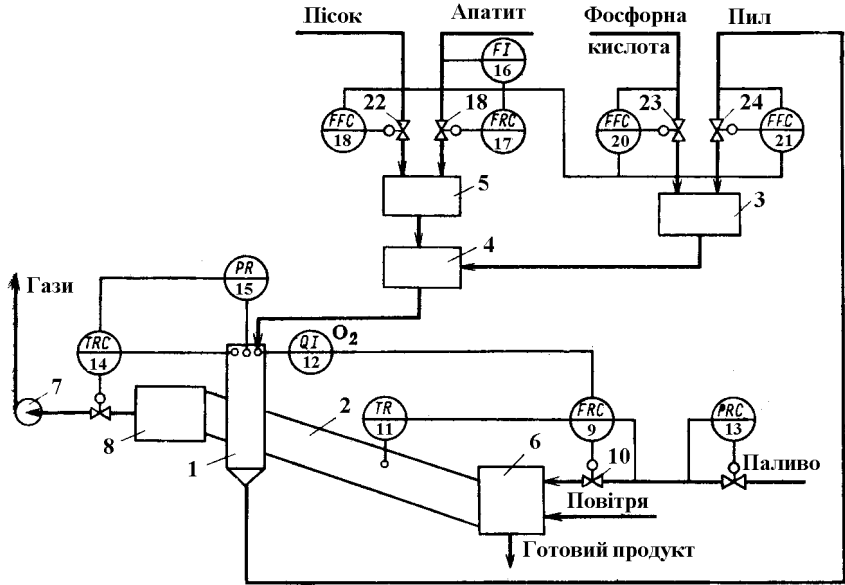 Пісок
Апатит
Фосфорна
кислота
Пил
FI
16
22
18
23
24
FFC
18
FRC
17
FFC
20
FFC
21
5
3
4
Гази
PR
15
TRC
14
QI
12
O2
7
2
TR
11
FRC
9
PRC
13
8
1
6
10
Паливо
Повітря
Готовий продукт